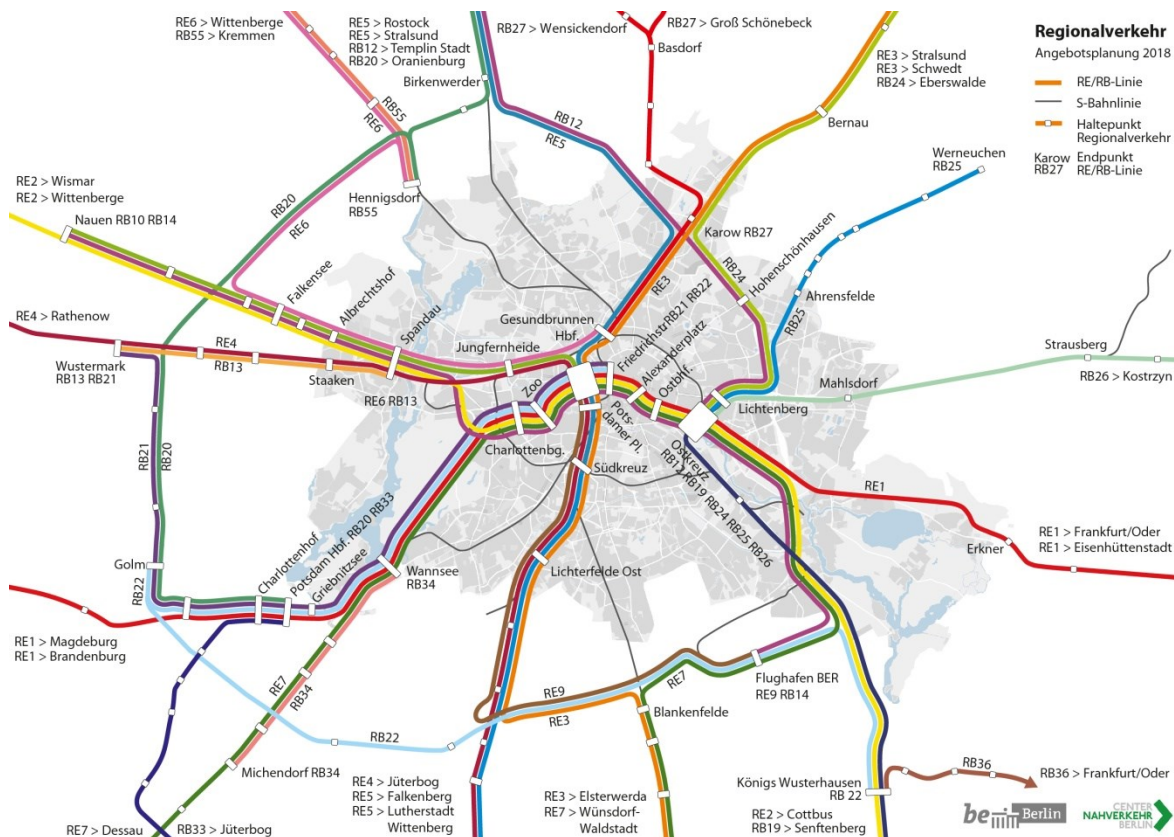 RE6 > Wittenberge
RB55 > Kremmen
RE5 > Rostock
RE5 > Stralsund
RB12 > Templin Stadt
RB20 > Oranienburg
Birkenwerder
RB27 > Wensickendorf
RB27 > Groß Schönebeck
Basdorf
RE3 > Stralsund
RE3 > Schwedt
RB24 > Eberswalde
Bernau
Regionalverkehr
Angebotsplanung 2018
RE/RB-Linie
S-Bahnlinie
Haltepunkt
Regionalverkehr
Karow
RB27
Endpunkt
RE/RB-Linie
RB55
RE6
RB12
RE5
Werneuchen
RB25
Hennigsdorf
RB55
RE2 > Wismar
RE2 > Wittenberge
Nauen RB10 RB14
RB20
RE6
Karow RB27
RB24
Hohenschönhausen
Falkensee
Albrechtshof
Spandau
RE3
Ahrensfelde
RB25
RE4 > Rathenow
RE4
RB13
Wustermark
RB13 RB21
Staaken
Jungfernheide
Gesundbrunnen
Hbf.
Friedrichstr RB21 RB22
Alexanderplatz
Ostbhf.
Strausberg
RB26 > Kostrzyn
Mahlsdorf
Lichtenberg
RE6 RB13
Zoo
Charlottenbg.
Pots-
damer Pl.
Südkreuz
Ostkreuz
RB12 RB19 RB24 RB25 RB26
RB21
RB20
RE1
RE1 > Frankfurt/Oder
RE1 > Eisenhüttenstadt
Erkner
Golm
RB22
Charlottenhof
Potsdam Hbf. RB20 RB33
Griebnitzsee
Wannsee
RB34
Lichterfelde Ost
RE1 > Magdeburg
RE1 > Brandenburg
RE7
RB34
RE9
RE3
RE7
Flughafen BER
RE9 RB14
Blankenfelde
RB22
Michendorf RB34
RE7 > Dessau
RB33 > Jüterbog
RE4 > Jüterbog
RE5 > Falkenberg
RE5 > Lutherstadt
Wittenberg
RE3 > Elsterwerda
RE7 > Wünsdorf-
Waldstadt
Königs Wusterhausen
RB 22
RE2 > Cottbus
RB19 > Senftenberg
RB36
RB36 > Frankfurt/Oder
be Berlin
CENTER
NAHVERKEHR
BERLIN